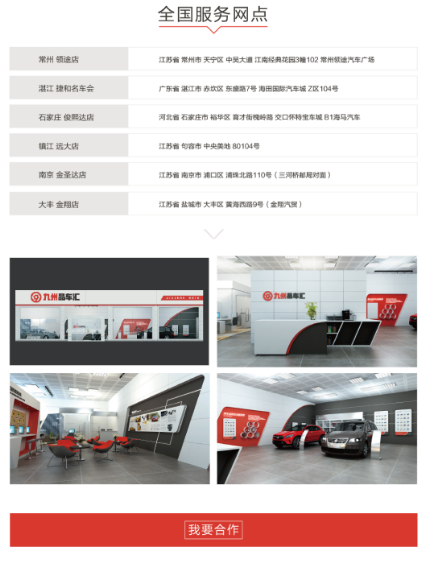 全国服务网点
常州 领途店 江苏省 常州市 天宁区 中吴大道 江南经典花园3幢102 常州领途汽车广场
湛江 捷和名车会 广东省 湛江市 赤坎区 东盛路7号 海田国际汽车城 Z区104号
石家庄 俊熙达店 河北省 石家庄市 裕华区 育才街槐岭路 交口怀特宝车城 B1海马汽车
镇江 远大店 江苏省 句容市 中央美地 80104号
南京 金圣达店 江苏省 南京市 浦口区 浦珠北路110号（三河桥邮局对面）
大丰 金翔店 江苏省 盐城市 大丰区 黄海西路9号（金翔汽贸）
九州晶车汇
九州晶车汇
我要合作